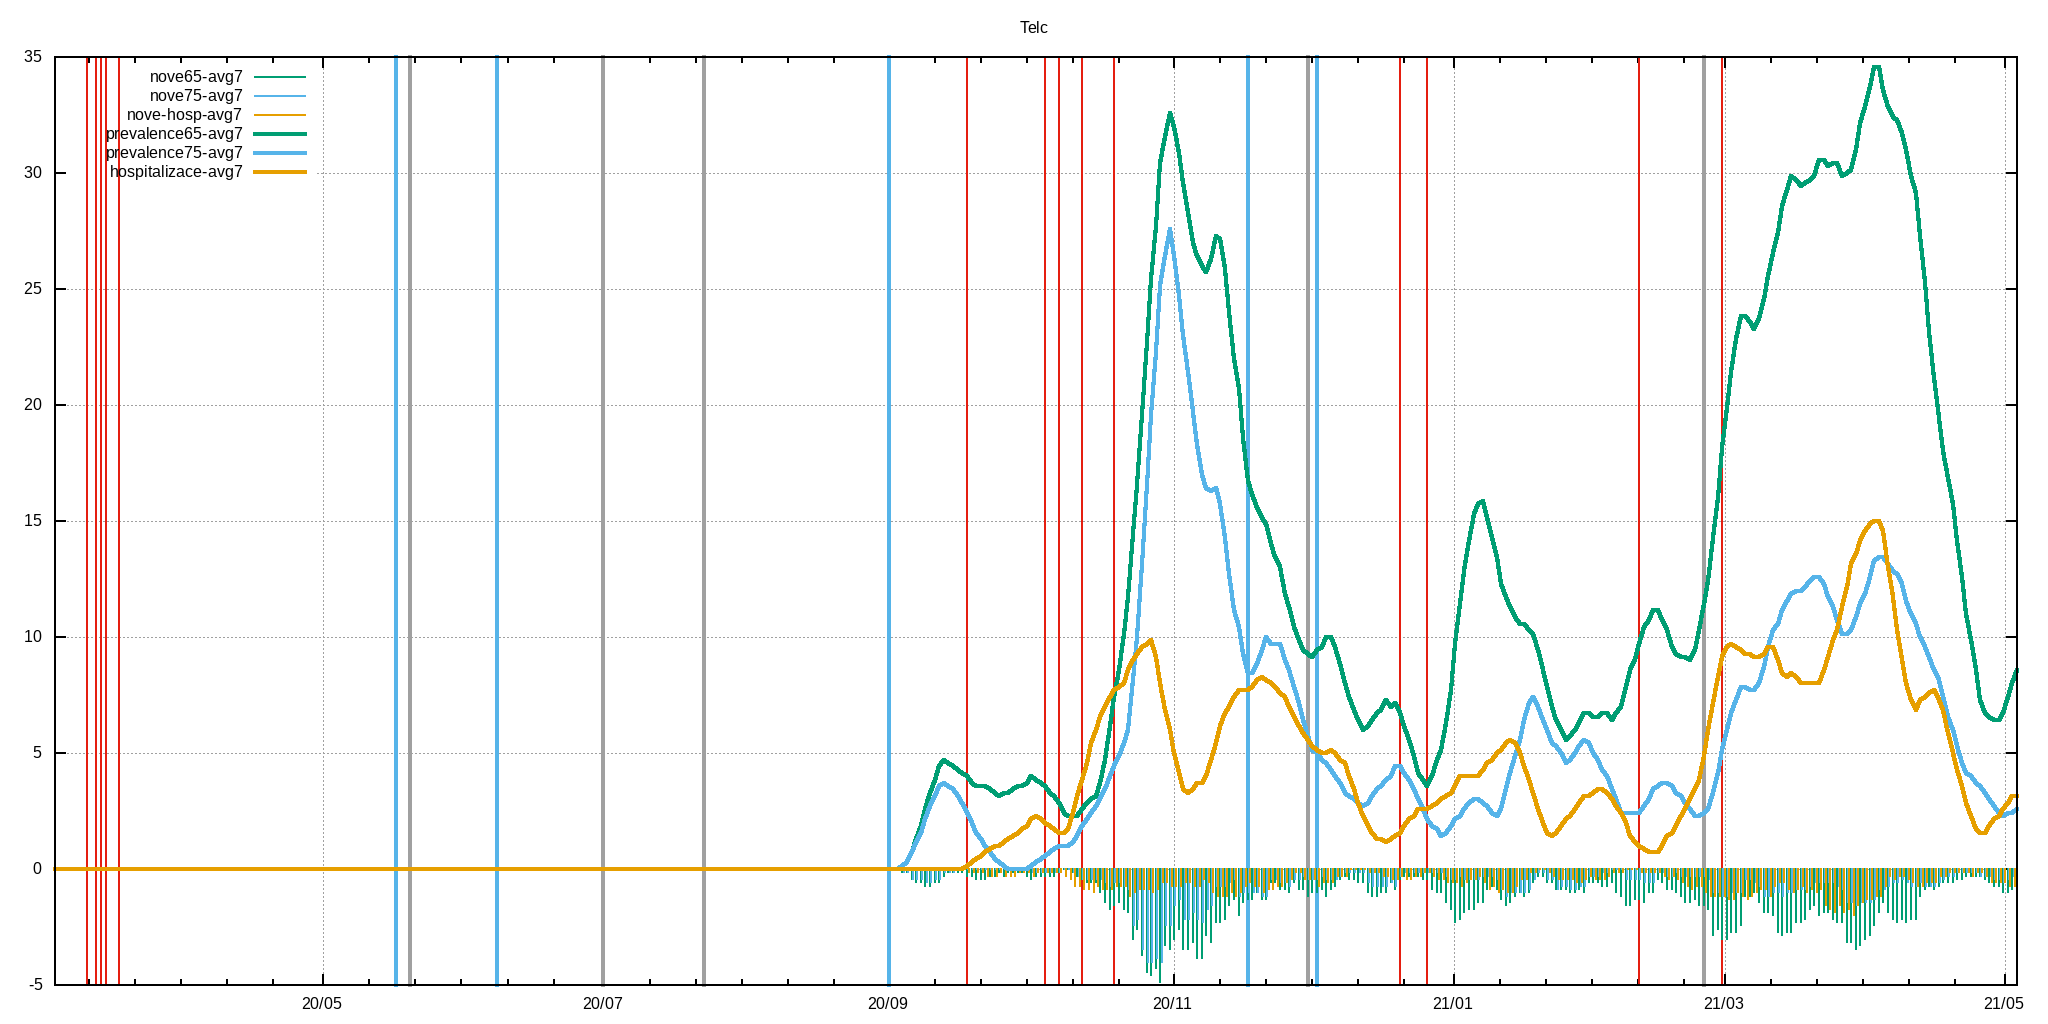 Telc
35
nove65-avg7
nove75-avg7
nove-hosp-avg7
prevalence65-avg7
prevalence75-avg7
hospitalizace-avg7
30
25
20
15
10
5
0
-5
20/05 20/07 20/09 20/11 21/01 21/03 21/05